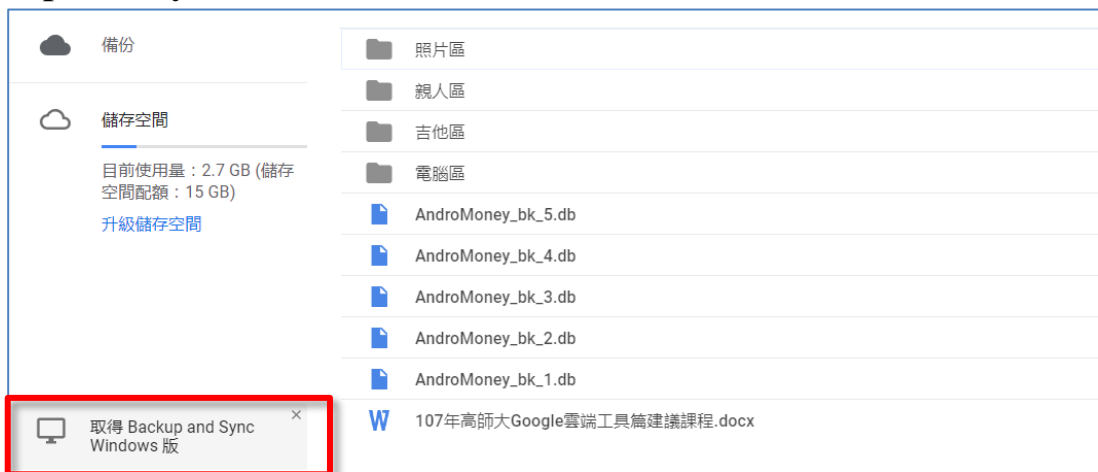 備份
儲存空間
目前使用量：2.7 GB (儲存
空間配額：15 GB)
升級儲存空間
取得 Backup and Sync
Windows 版
照片區
親人區
吉他區
電腦區
AndroMoney_bk_5.db
AndroMoney_bk_4.db
AndroMoney_bk_3.db
AndroMoney_bk_2.db
AndroMoney_bk_1.db
107年高師大Google雲端工具篇建議課程.docx